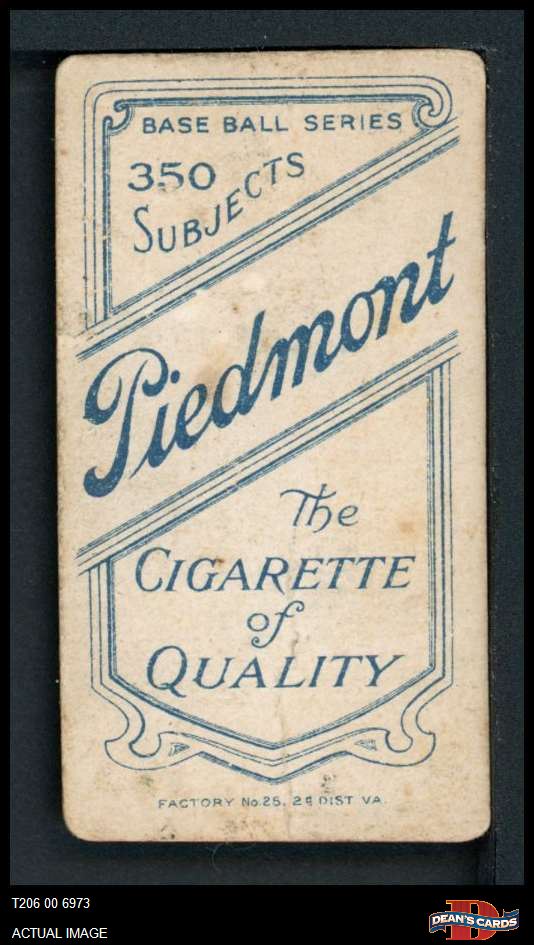 BASE BALL SERIES
350
SUBJECTS
Piedmont
The
CIGARETTE
of
QUALITY
FACTORY No. 25, 2d DIST VA.
T206 00 6973
ACTUAL IMAGE
D
DEAN'S CARDS